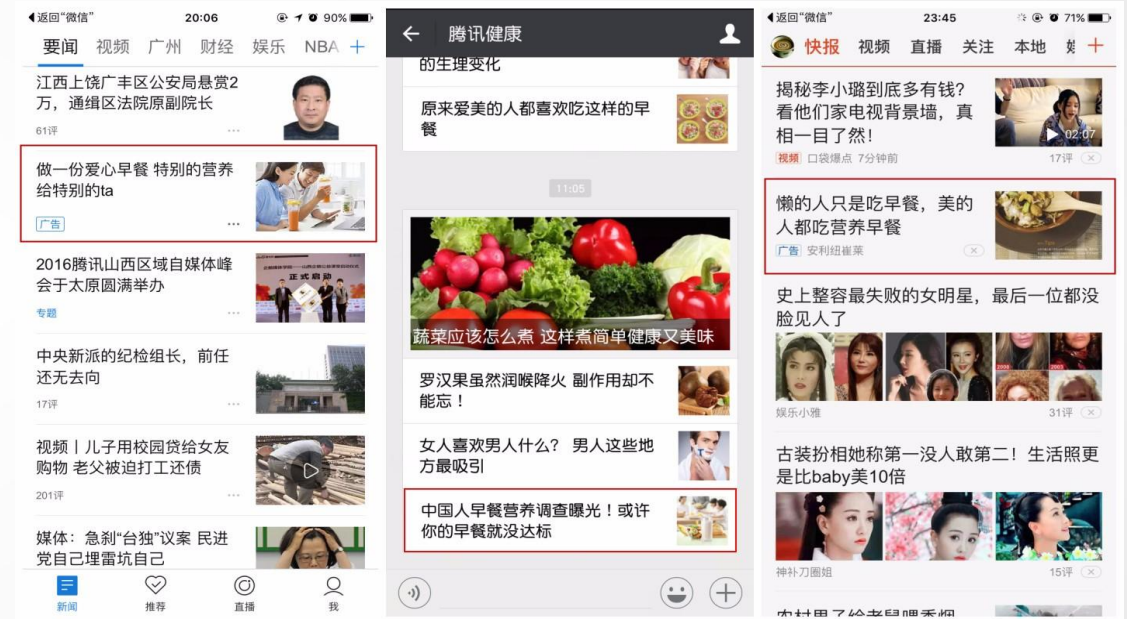 返回“微信”
20:06
90%
要闻 视频 广州 财经 娱乐 NBA
江西上饶广丰区公安局悬赏2
万，通缉区法院原副院长
61评
做一份爱心早餐 特别的营养
给特别的ta
广告
2016腾讯山西区域自媒体峰
会于太原圆满举办
专题
正式启动
中央新派的纪检组长，前任
还无去向
17评
视频丨儿子用校园贷给女友
购物 老父被迫打工还债
201评
媒体：急刹“台独”议案 民进
党自己埋雷坑自己
新闻 推荐 直播 我
腾讯健康
的生理变化
原来爱美的人都喜欢吃这样的早
餐
11:05
蔬菜应该怎么煮 这样煮简单健康又美味
罗汉果虽然润喉降火 副作用却不
能忘！
女人喜欢男人什么？ 男人这些地
方最吸引
中国人早餐营养调查曝光！或许
你的早餐就没达标
返回“微信”
23:45
71%
快报 视频 直播 关注 本地
揭秘李小璐到底多有钱？
看他们家电视背景墙，真
相一目了然！
02:07
视频 口袋爆点 7分钟前
17评
懒的人只是吃早餐，美的
人都吃营养早餐
广告 安利纽崔莱
史上整容最失败的女明星，最后一位都没
脸见人了
2003
娱乐小雅
31评
古装扮相她称第一没人敢第二！生活照更
是比baby美10倍
神补刀圈姐
15评